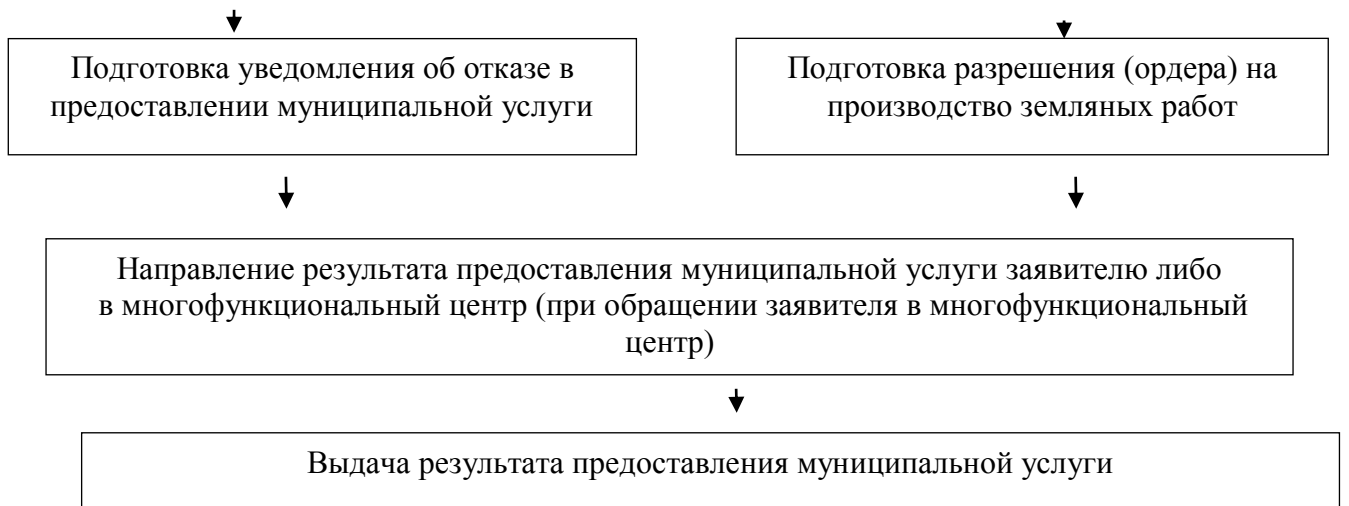 Подготовка уведомления об отказе в
предоставлении муниципальной услуги
Подготовка разрешения (ордера) на
производство земляных работ
Направление результата предоставления муниципальной услуги заявителю либо
в многофункциональный центр (при обращении заявителя в многофункциональный
центр)
Выдача результата предоставления муниципальной услуги